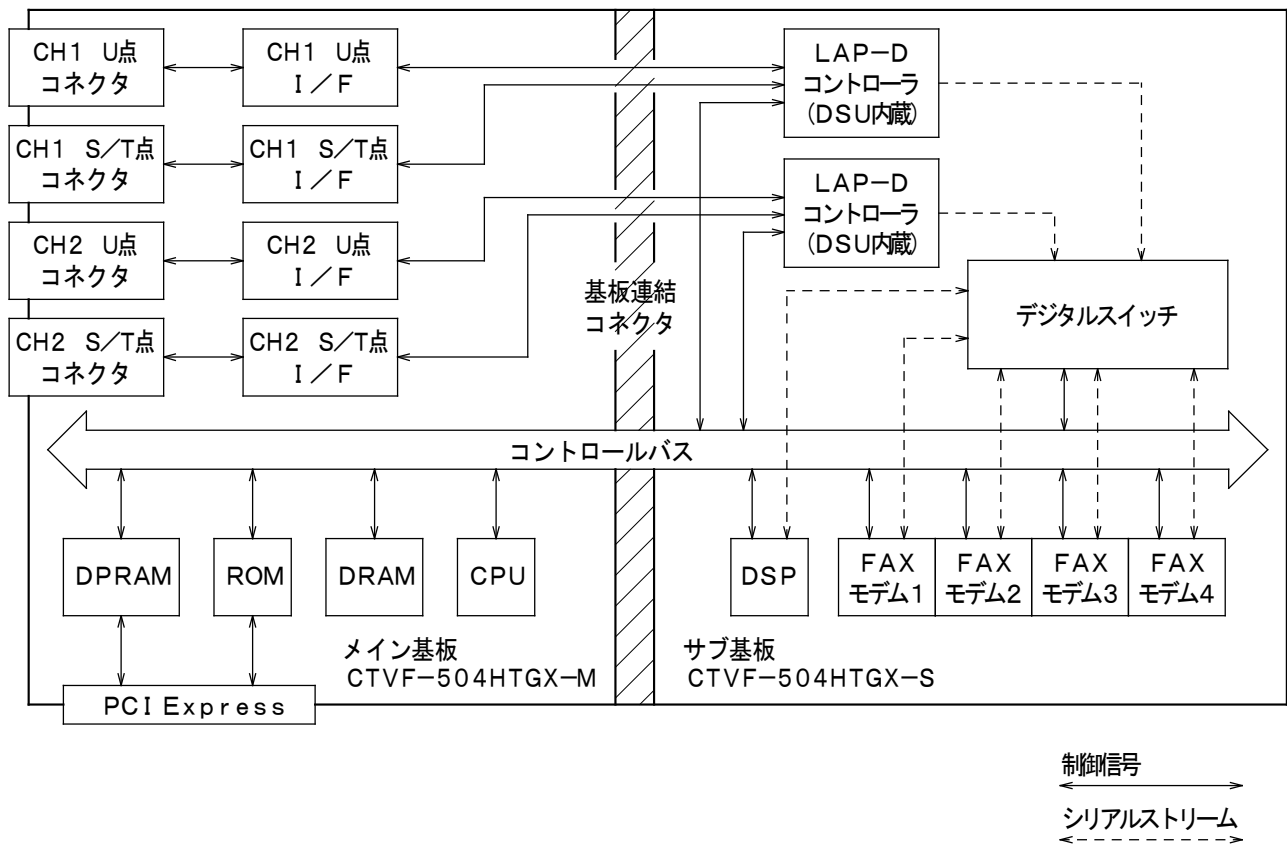 CH1 U点
コネクタ
CH1 U点
I/F
LAP-D
コントローラ
(DSU内蔵)
CH1 S/T点
コネクタ
CH1 S/T点
I/F
LAP-D
コントローラ
(DSU内蔵)
CH2 U点
コネクタ
CH2 U点
I/F
CH2 S/T点
コネクタ
CH2 S/T点
I/F
基板連結
コネクタ
デジタルスイッチ
コントロールバス
DPRAM
ROM
DRAM
CPU
DSP
FAX
モデム1
FAX
モデム2
FAX
モデム3
FAX
モデム4
メイン基板
CTVF-504HTGX-M
サブ基板
CTVF-504HTGX-S
PCI Express
制御信号
シリアルストリーム